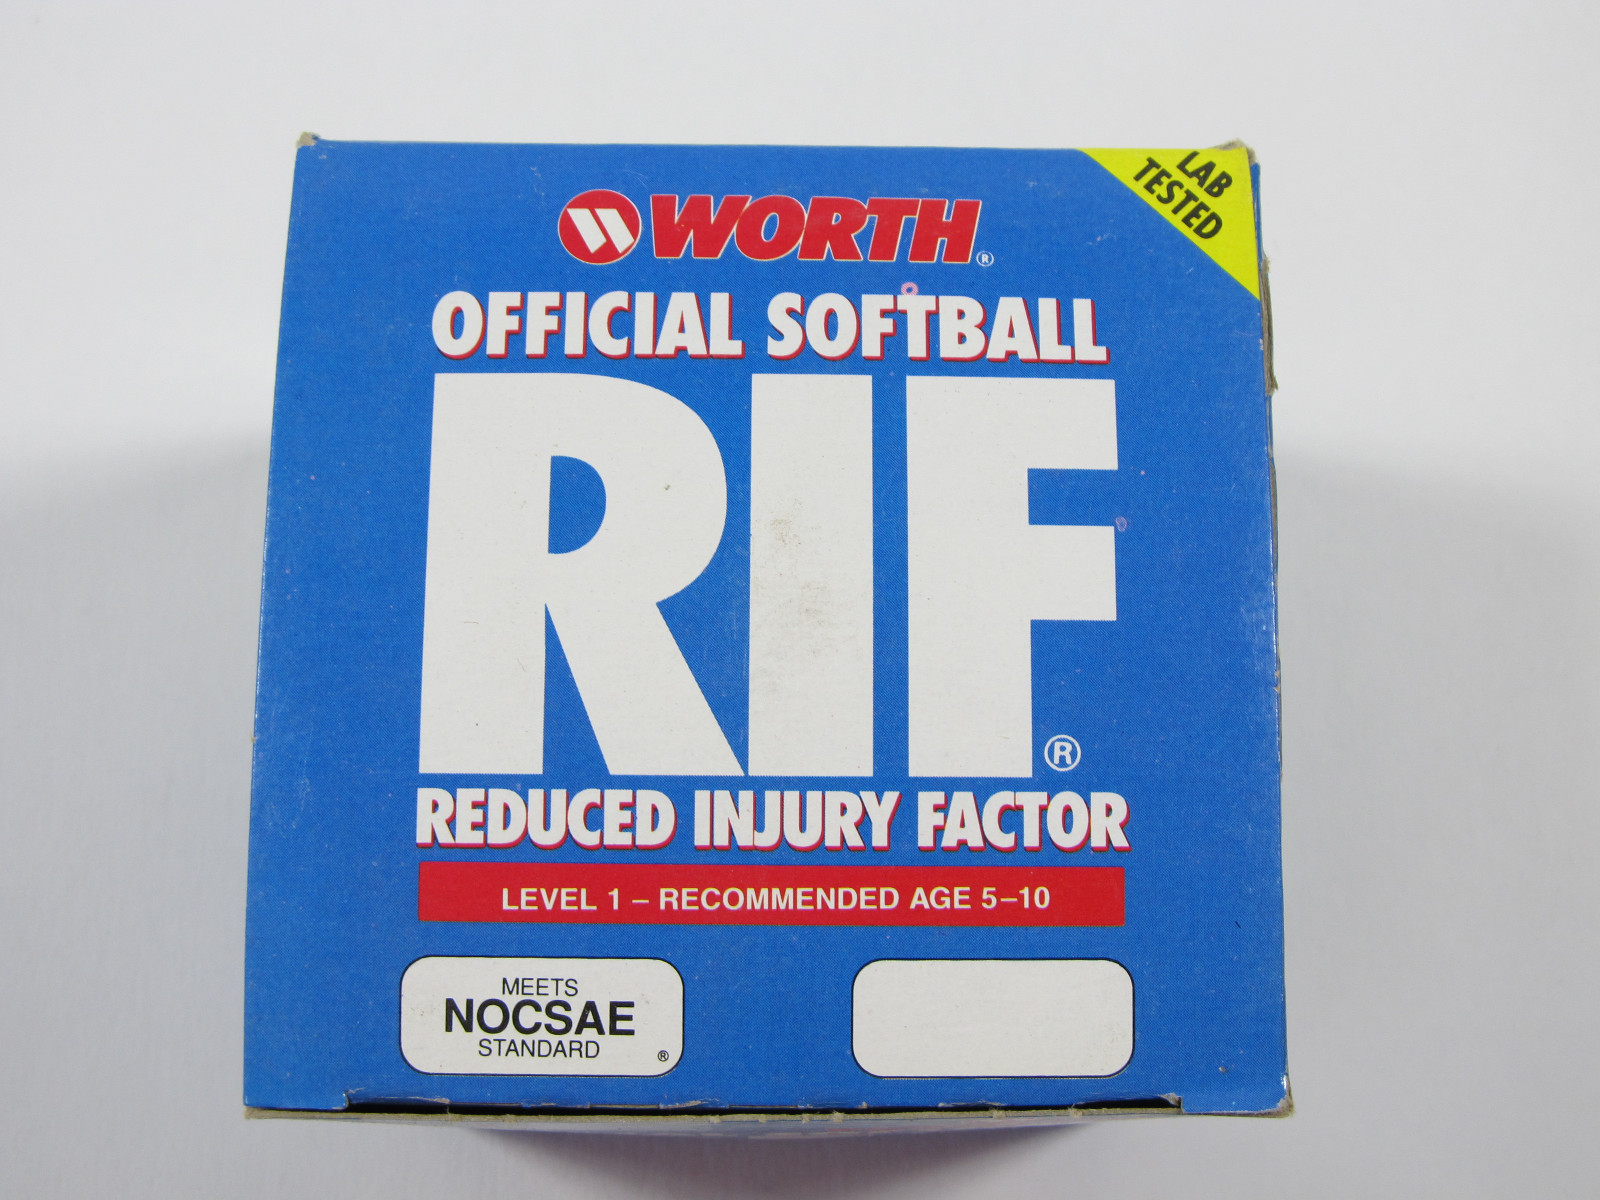 LAB
TESTED
WORTH®
OFFICIAL SOFTBALL
RIF®
REDUCED INJURY FACTOR
LEVEL 1 – RECOMMENDED AGE 5–10
MEETS
NOCSAE
STANDARD ®